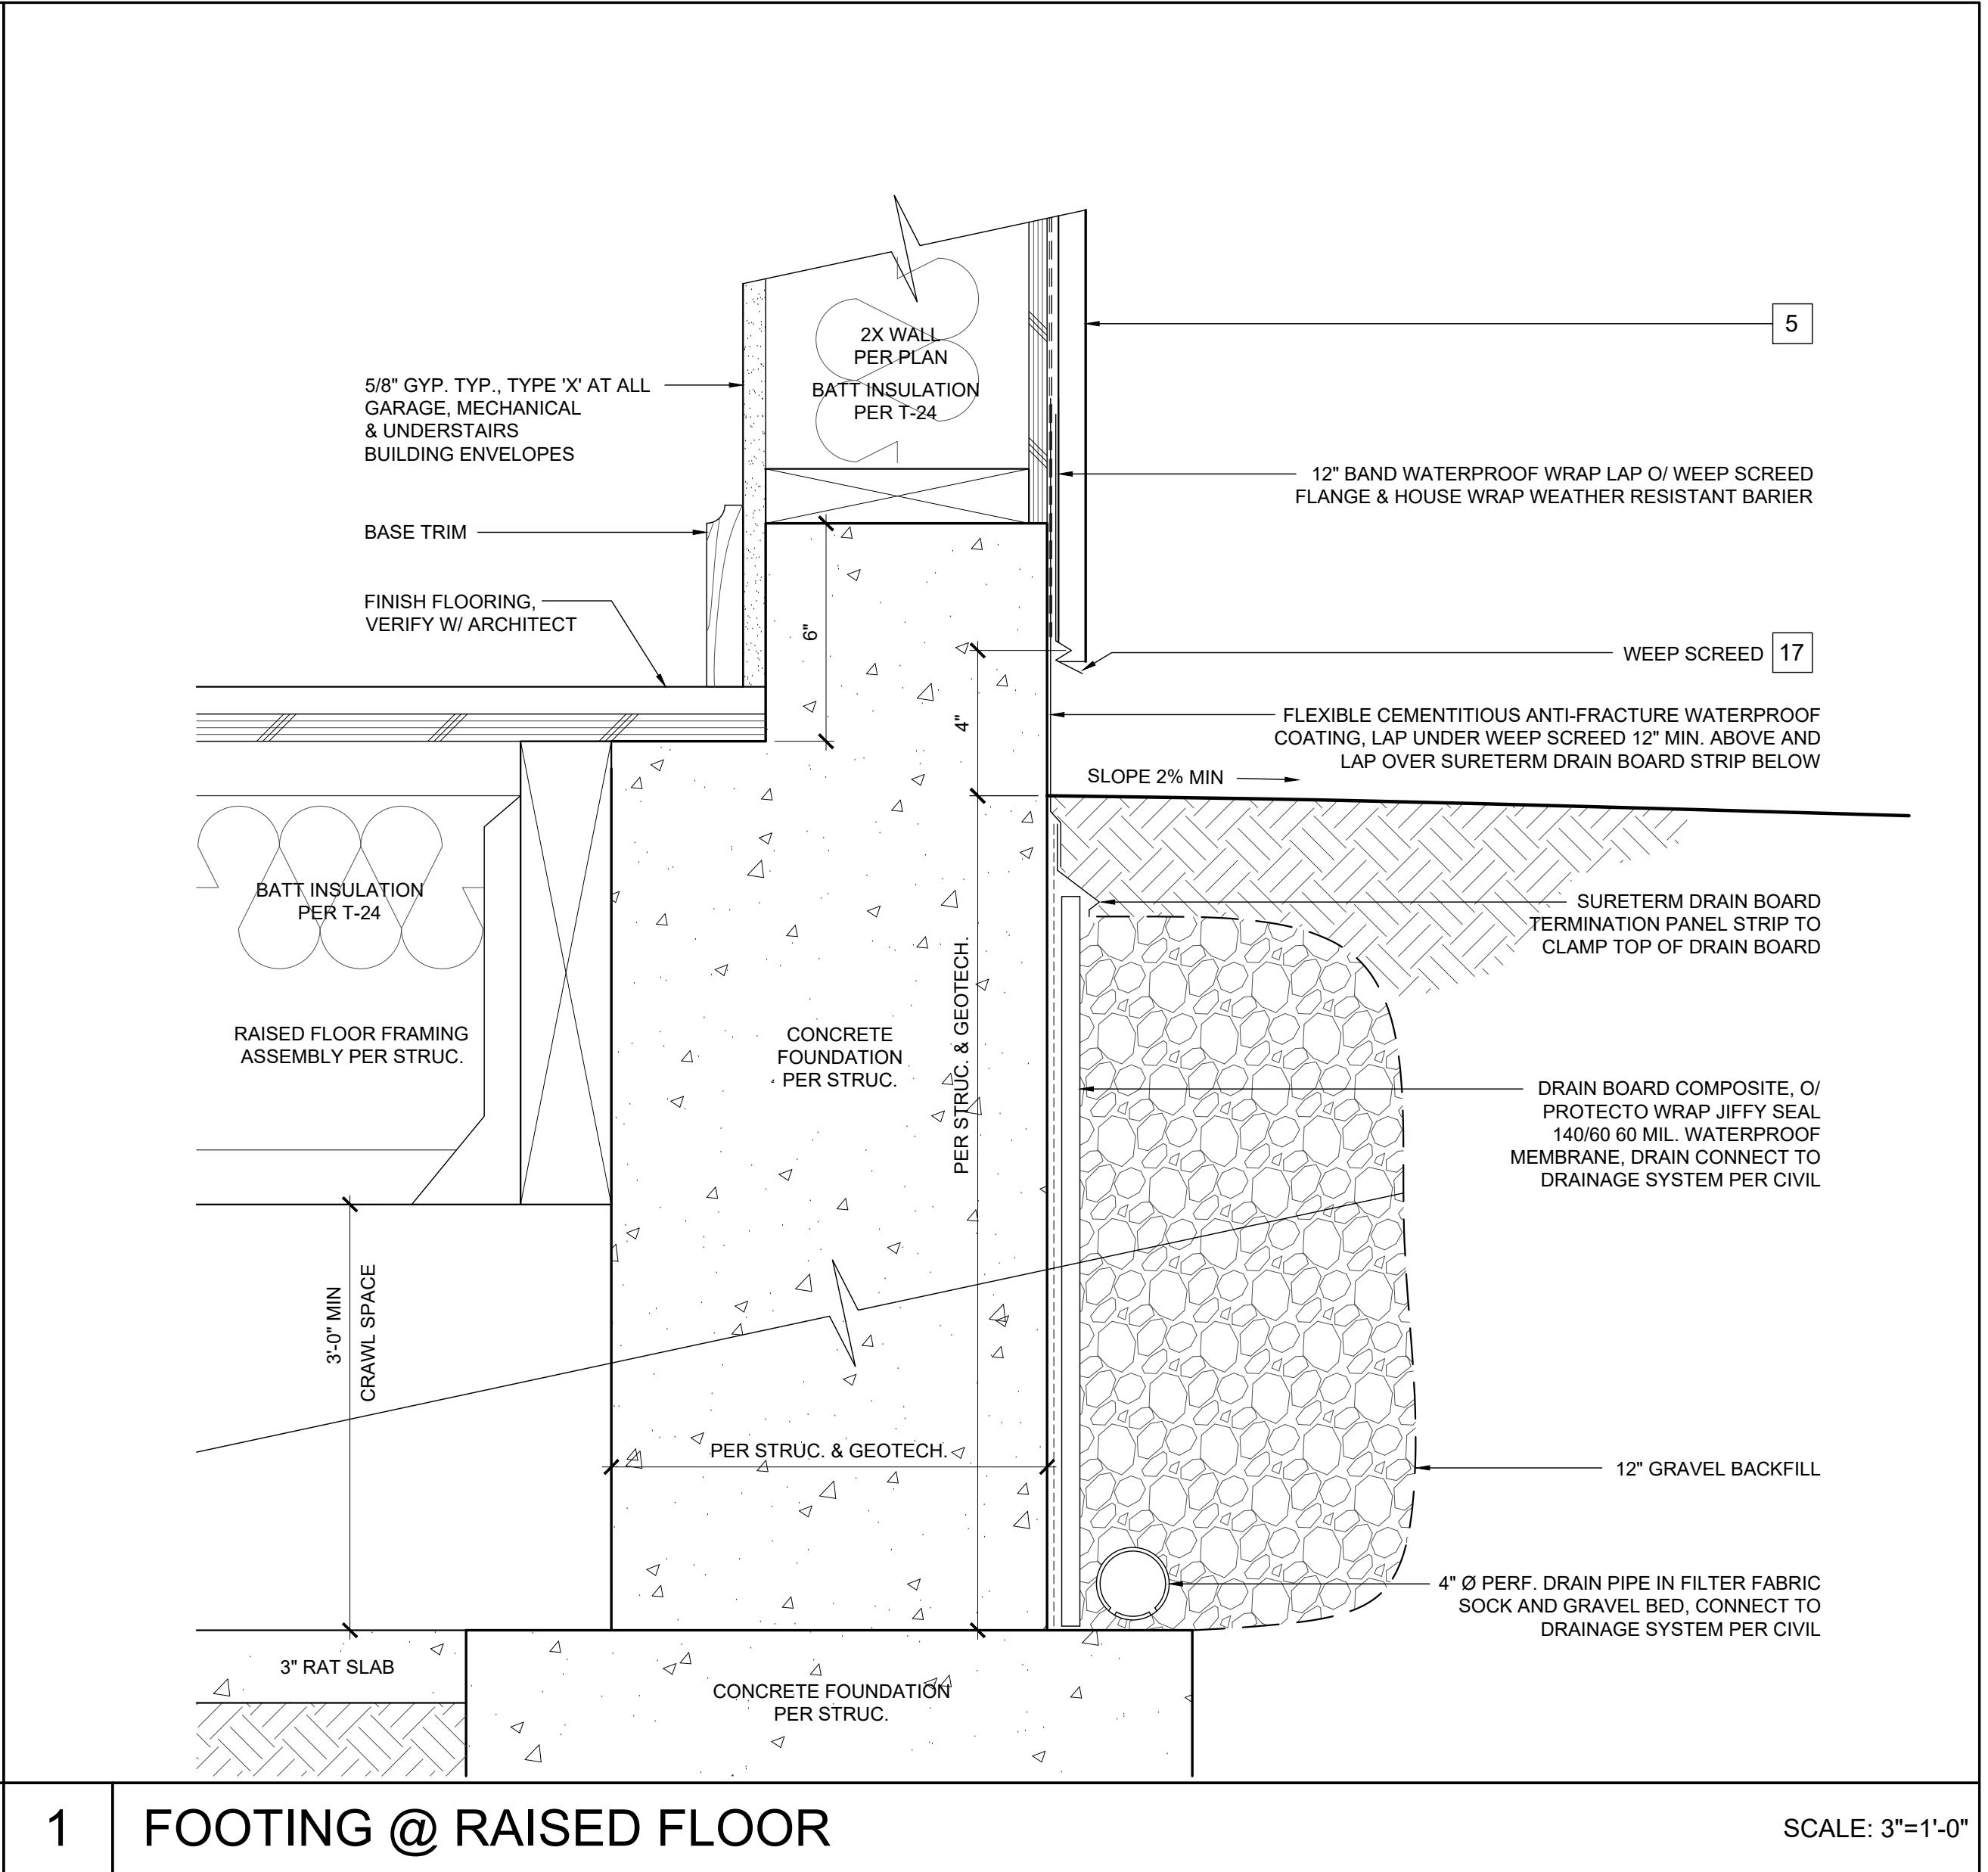 5/8" GYP. TYP., TYPE 'X' AT ALL
GARAGE, MECHANICAL
& UNDERSTAIRS
BUILDING ENVELOPES
BASE TRIM
FINISH FLOORING,
VERIFY W/ ARCHITECT
2X WALL
PER PLAN
BATT INSULATION
PER T-24
5
12" BAND WATERPROOF WRAP LAP O/ WEEP SCREED
FLANGE & HOUSE WRAP WEATHER RESISTANT BARIER
6"
4"
WEEP SCREED 17
FLEXIBLE CEMENTITIOUS ANTI-FRACTURE WATERPROOF
COATING, LAP UNDER WEEP SCREED 12" MIN. ABOVE AND
LAP OVER SURETERM DRAIN BOARD STRIP BELOW
SLOPE 2% MIN
BATT INSULATION
PER T-24
SURETERM DRAIN BOARD
TERMINATION PANEL STRIP TO
CLAMP TOP OF DRAIN BOARD
RAISED FLOOR FRAMING
ASSEMBLY PER STRUC.
CONCRETE
FOUNDATION
PER STRUC.
PER STRUC. & GEOTECH.
DRAIN BOARD COMPOSITE, O/
PROTECTO WRAP JIFFY SEAL
140/60 60 MIL. WATERPROOF
MEMBRANE, DRAIN CONNECT TO
DRAINAGE SYSTEM PER CIVIL
3'-0" MIN
CRAWL SPACE
PER STRUC. & GEOTECH.
12" GRAVEL BACKFILL
4" Ø PERF. DRAIN PIPE IN FILTER FABRIC
SOCK AND GRAVEL BED, CONNECT TO
DRAINAGE SYSTEM PER CIVIL
3" RAT SLAB
CONCRETE FOUNDATION
PER STRUC.
1 FOOTING @ RAISED FLOOR
SCALE: 3"=1'-0"